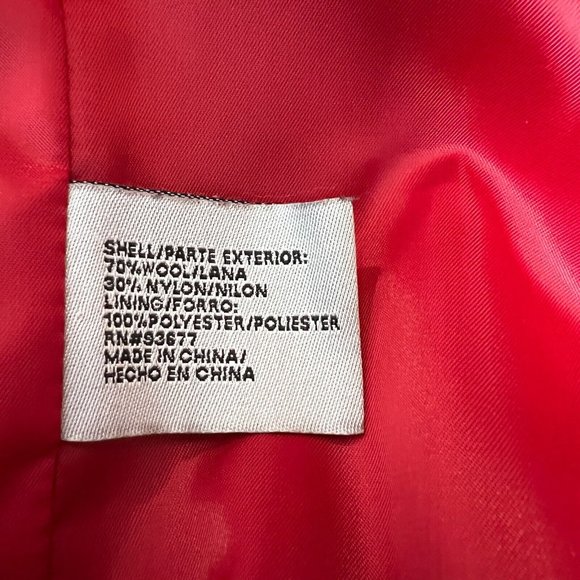 SHELL/PARTE EXTERIOR:
70%WOOL/LANA
30% NYLON/NILON
LINING/FORRO:
100%POLYESTER/POLIESTER
RN#93677
MADE IN CHINA/
HECHO EN CHINA